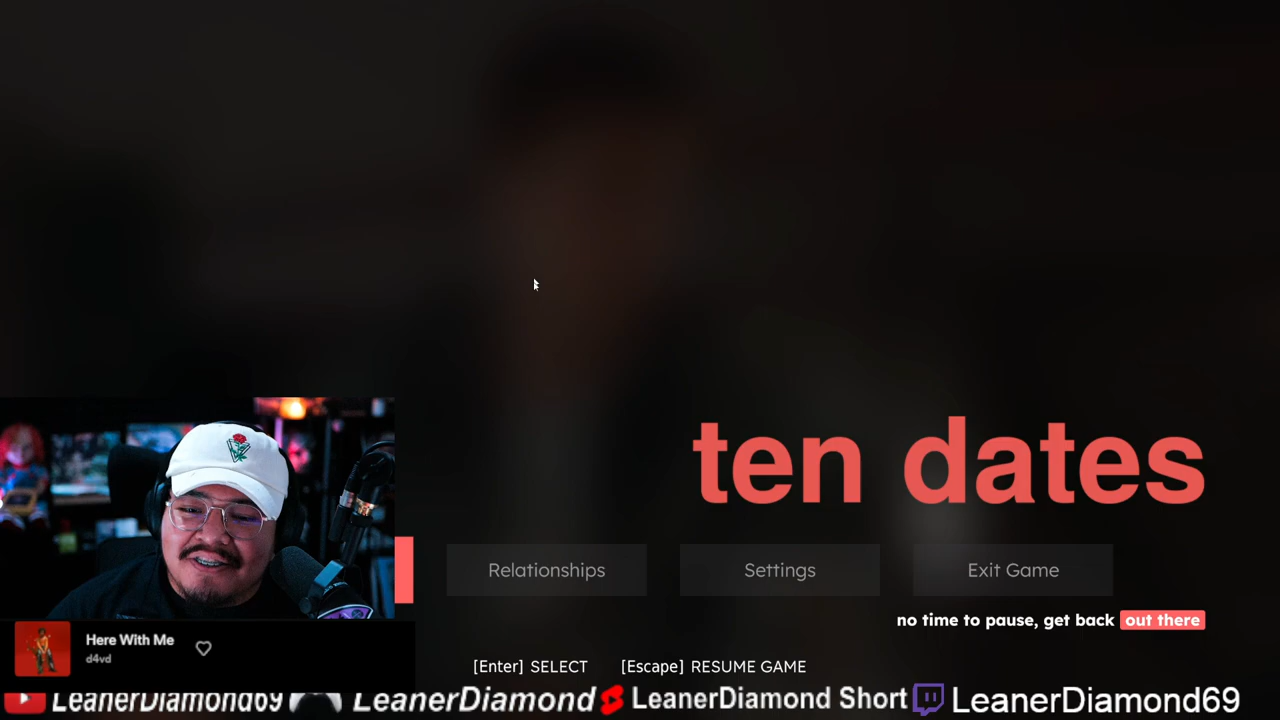 ten dates
Relationships
Settings
Exit Game
no time to pause, get back out there
[Enter] SELECT
[Escape] RESUME GAME
Here With Me
d4vd
LeanerDiamond69
LeanerDiamond
LeanerDiamond Short
LeanerDiamond69